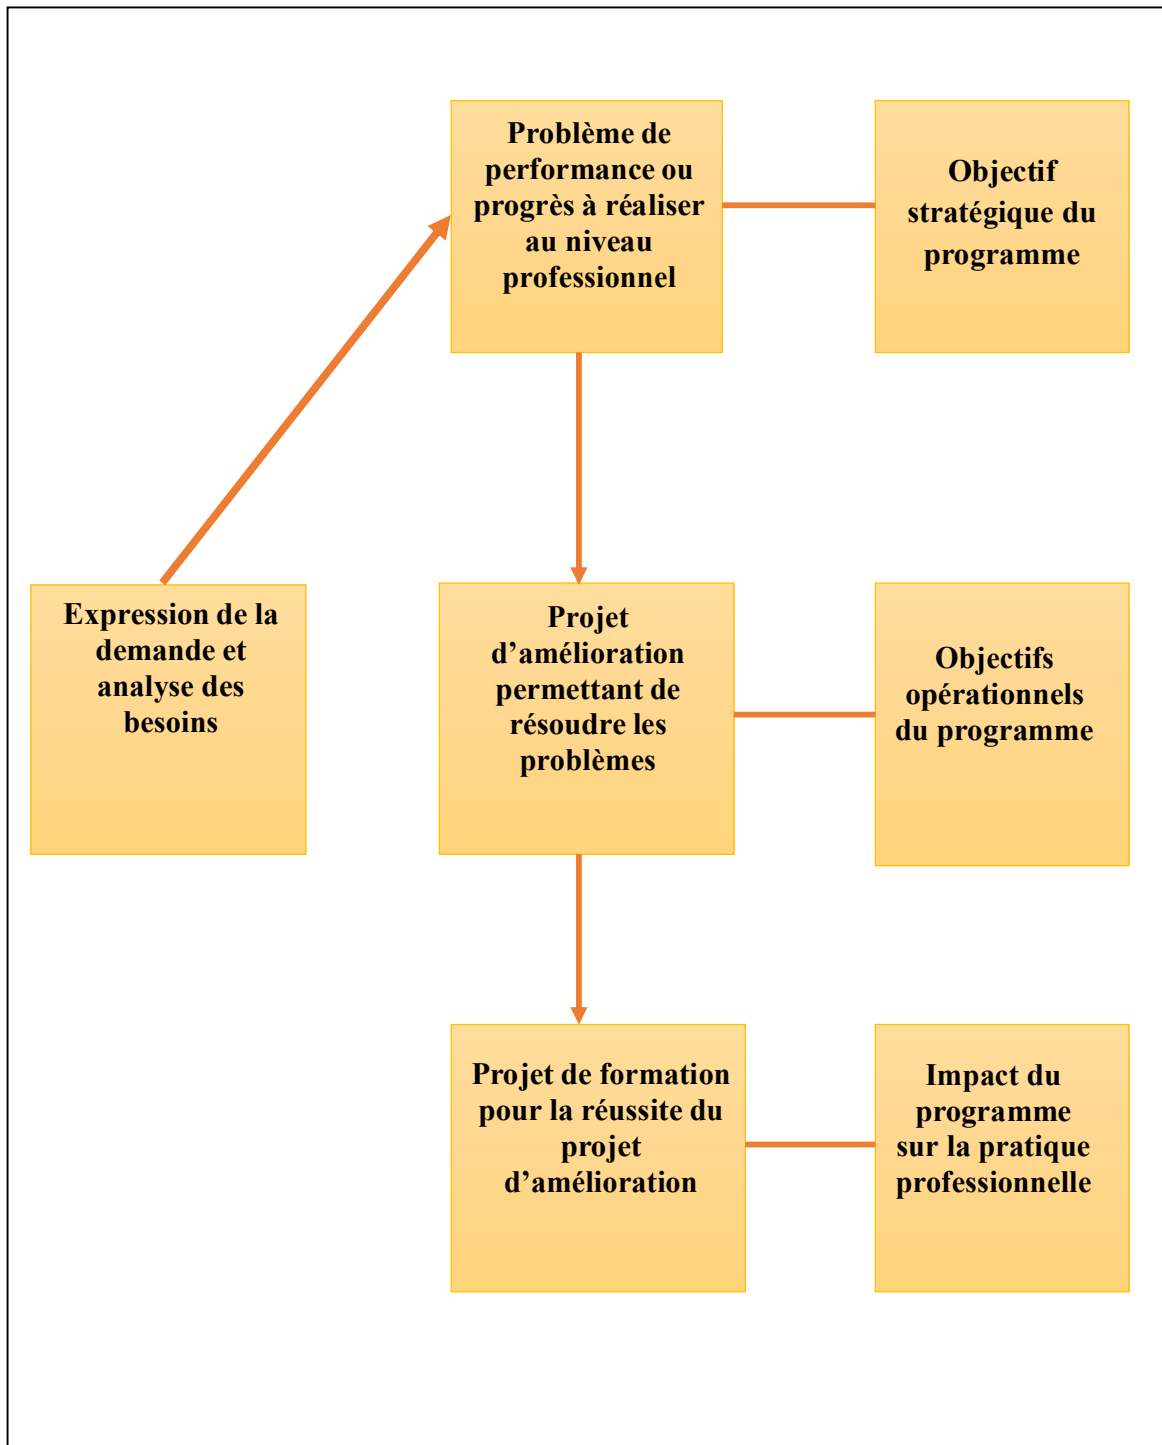 Problème de
performance ou
progrès à réaliser
au niveau
professionnel
Objectif
stratégique du
programme
Expression de la
demande et
analyse des
besoins
Projet
d’amélioration
permettant de
résoudre les
problèmes
Objectifs
opérationnels
du programme
Projet de formation
pour la réussite du
projet
d’amélioration
Impact du
programme
sur la pratique
professionnelle